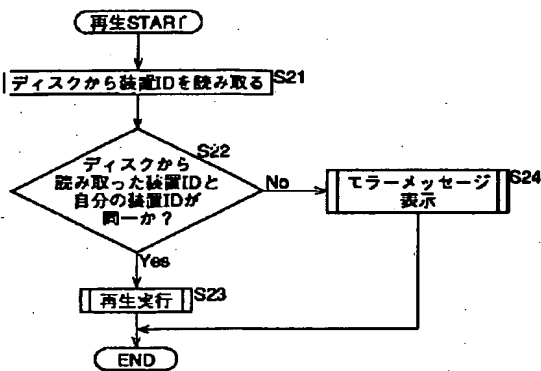 再生START
ディスクから装置IDを読み取る
S21
S22
ディスクから
読み取った装置IDと
自分の装置IDが
同一か？
No
Yes
エラーメッセージ
表示
S24
再生実行
S23
END